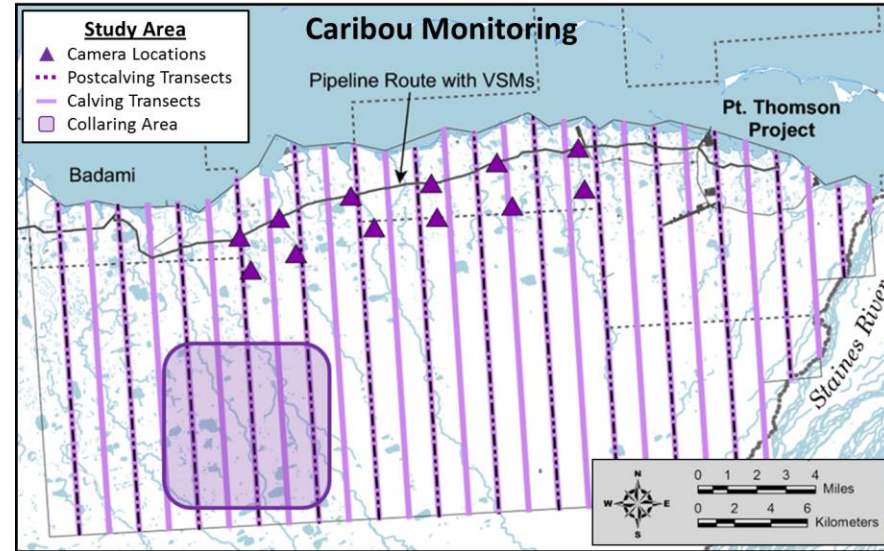 Caribou Monitoring
Study Area
Camera Locations
Postcalving Transects
Calving Transects
Collaring Area
Pipeline Route with VSMs
Pt. Thomson
Project
Badami
Staines River
N
W E
S
0 1 2 3 4
Miles
0 2 4 6
Kilometers